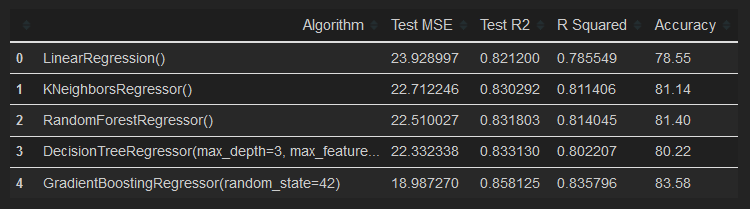 Algorithm Test MSE Test R2 R Squared Accuracy
0 LinearRegression() 23.928997 0.821200 0.785549 78.55
1 KNeighborsRegressor() 22.712246 0.830292 0.811406 81.14
2 RandomForestRegressor() 22.510027 0.831803 0.814045 81.40
3 DecisionTreeRegressor(max_depth=3, max_feature... 22.332338 0.833130 0.802207 80.22
4 GradientBoostingRegressor(random_state=42) 18.987270 0.858125 0.835796 83.58